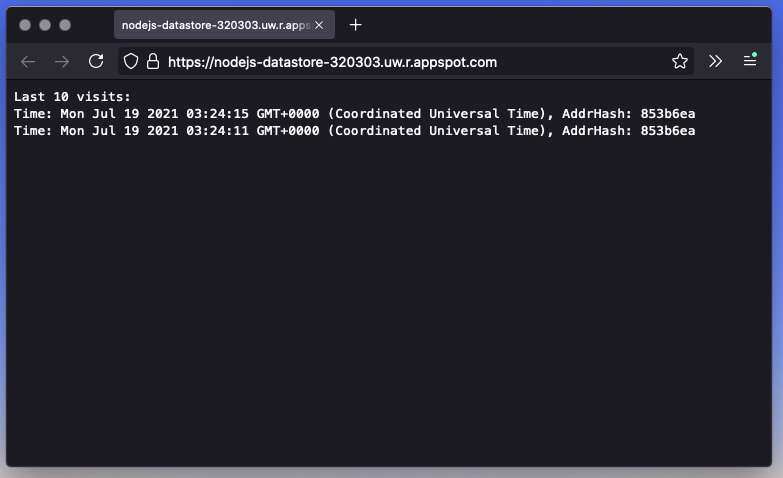 nodejs-datastore-320303.uw.r.apps
https://nodejs-datastore-320303.uw.r.appspot.com
Last 10 visits:
Time: Mon Jul 19 2021 03:24:15 GMT+0000 (Coordinated Universal Time), AddrHash: 853b6ea
Time: Mon Jul 19 2021 03:24:11 GMT+0000 (Coordinated Universal Time), AddrHash: 853b6ea